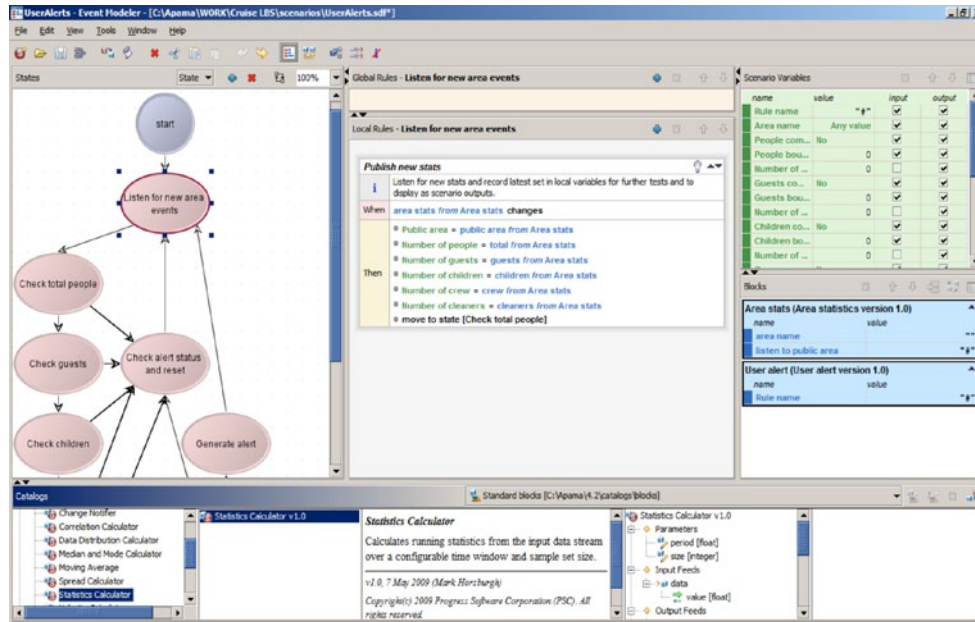 UserAlerts - Event Modeler - [C:\Apama\WORX\Cruise LBS\scenarios\UserAlerts.sdf*]
File Edit View Tools Window Help
States State 100%
start
Listen for new area
events
Check total people
Check guests
Check alert status
and reset
Check children
Generate alert
Global Rules - Listen for new area events
Local Rules - Listen for new area events
Publish new stats
Listen for new stats and record latest set in local variables for further tests and to
display as scenario outputs.
When area stats from Area stats changes
Then
Public area = public area from Area stats
Number of people = total from Area stats
Number of guests = guests from Area stats
Number of children = children from Area stats
Number of crew = crew from Area stats
Number of cleaners = cleaners from Area stats
move to state [Check total people]
Scenario Variables
name value input output
Rule name
Area name Any value
People com... No
People bou... 0
Number of ... 0
Guests co... No
Guests bou... 0
Number of ... 0
Children co... No
Children bo... 0
Number of ... 0
Blocks
Area stats (Area statistics version 1.0)
name value
area name ""
listen to public area
User alert (User alert version 1.0)
name value
Rule name
Catalogs Standard blocks [C:\Apama\4.2\catalogs\blocks]
Change Notifier
Correlation Calculator
Data Distribution Calculator
Median and Mode Calculator
Moving Average
Spread Calculator
Statistics Calculator
Statistics Calculator v1.0
Statistics Calculator
Calculates running statistics from the input data stream
over a configurable time window and sample set size.
v1.0, 7 May 2009 (Mark Horsburgh)
Copyright(c) 2009 Progress Software Corporation (PSC). All
rights reserved.
Statistics Calculator v1.0
Parameters
period [float]
size [integer]
Input Feeds
data
value [float]
Output Feeds